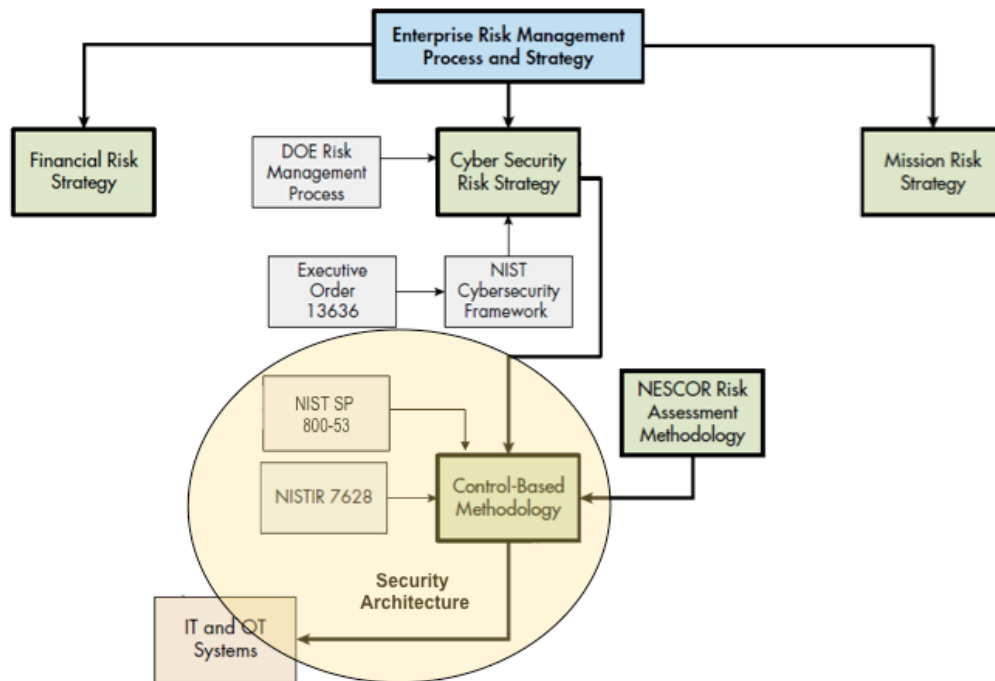 Enterprise Risk Management
Process and Strategy
Financial Risk
Strategy
DOE Risk
Management
Process
Cyber Security
Risk Strategy
Mission Risk
Strategy
Executive
Order
13636
NIST
Cybersecurity
Framework
NIST SP
800-53
NESCOR Risk
Assessment
Methodology
NISTIR 7628
Control-Based
Methodology
Security
Architecture
IT and OT
Systems